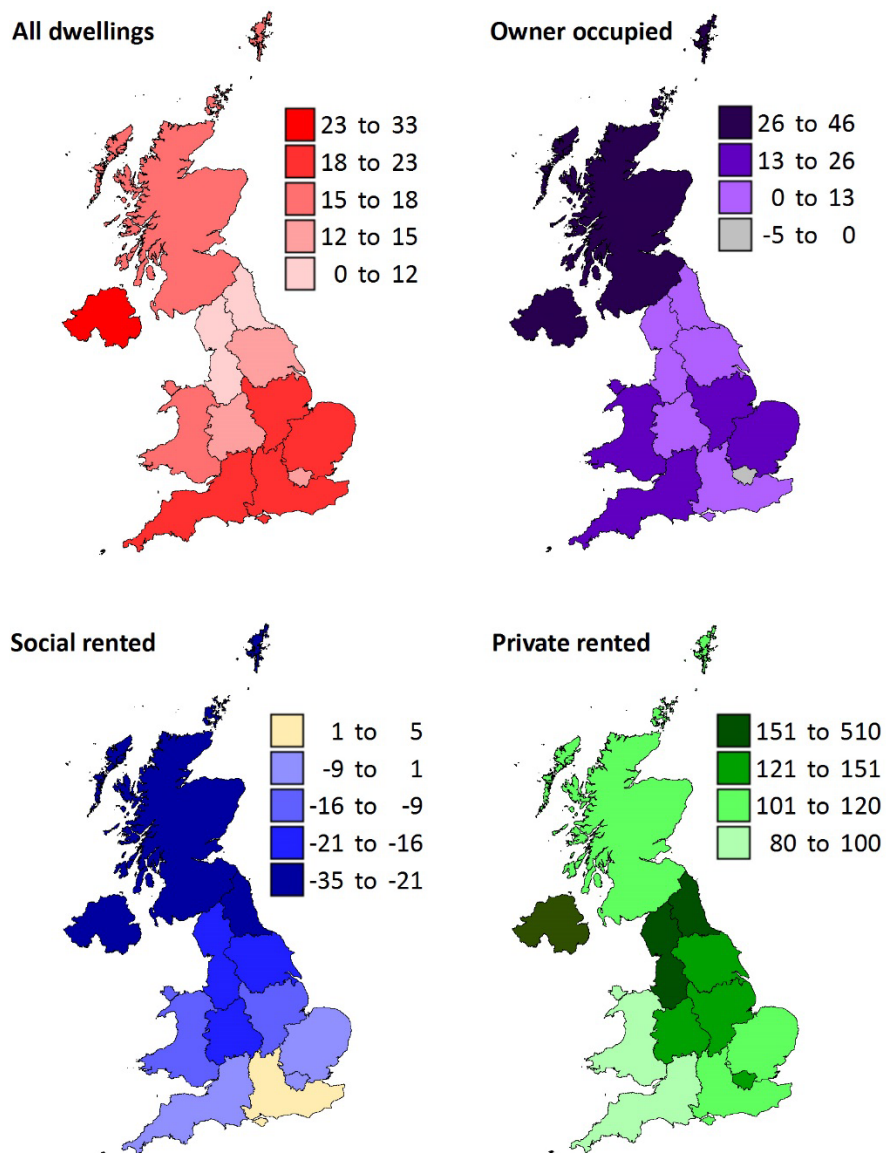 All dwellings
23 to 33
18 to 23
15 to 18
12 to 15
0 to 12
Owner occupied
26 to 46
13 to 26
0 to 13
-5 to 0
Social rented
1 to 5
-9 to 1
-16 to -9
-21 to -16
-35 to -21
Private rented
151 to 510
121 to 151
101 to 120
80 to 100